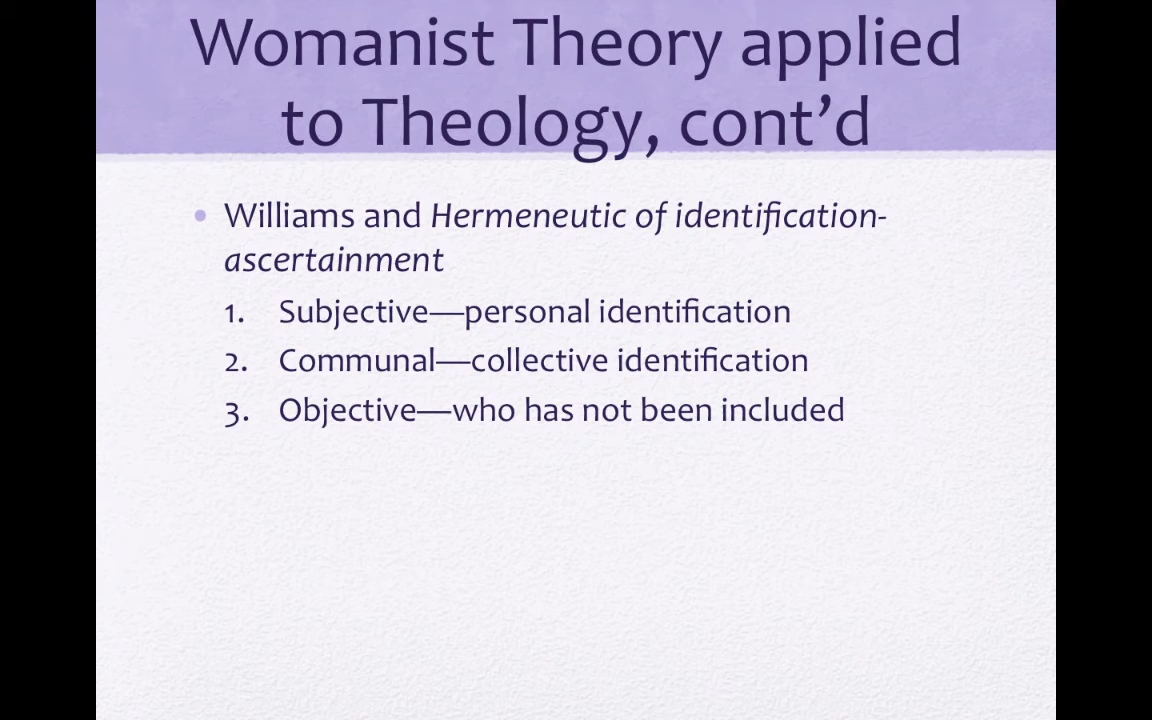 Womanist Theory applied
to Theology, cont’d
• Williams and Hermeneutic of identification-
ascertainment
1. Subjective—personal identification
2. Communal—collective identification
3. Objective—who has not been included